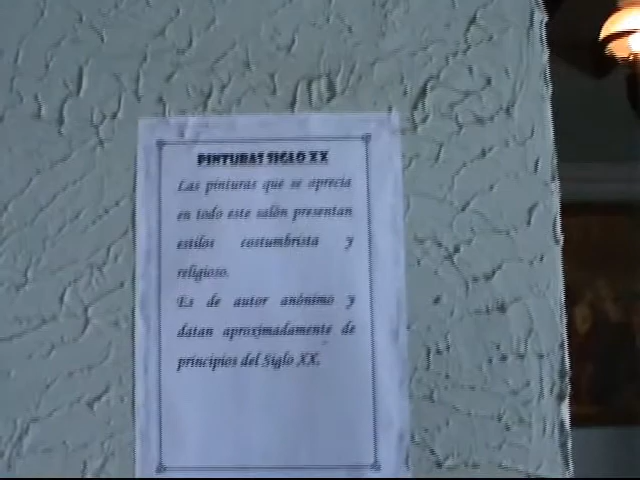 PINTURAS SIGLO XX
Las pinturas que se aprecia
en todo este salón presentan
estilos costumbrista y
religioso.
Es de autor anónimo y
datan aproximadamente de
principios del Siglo XX.